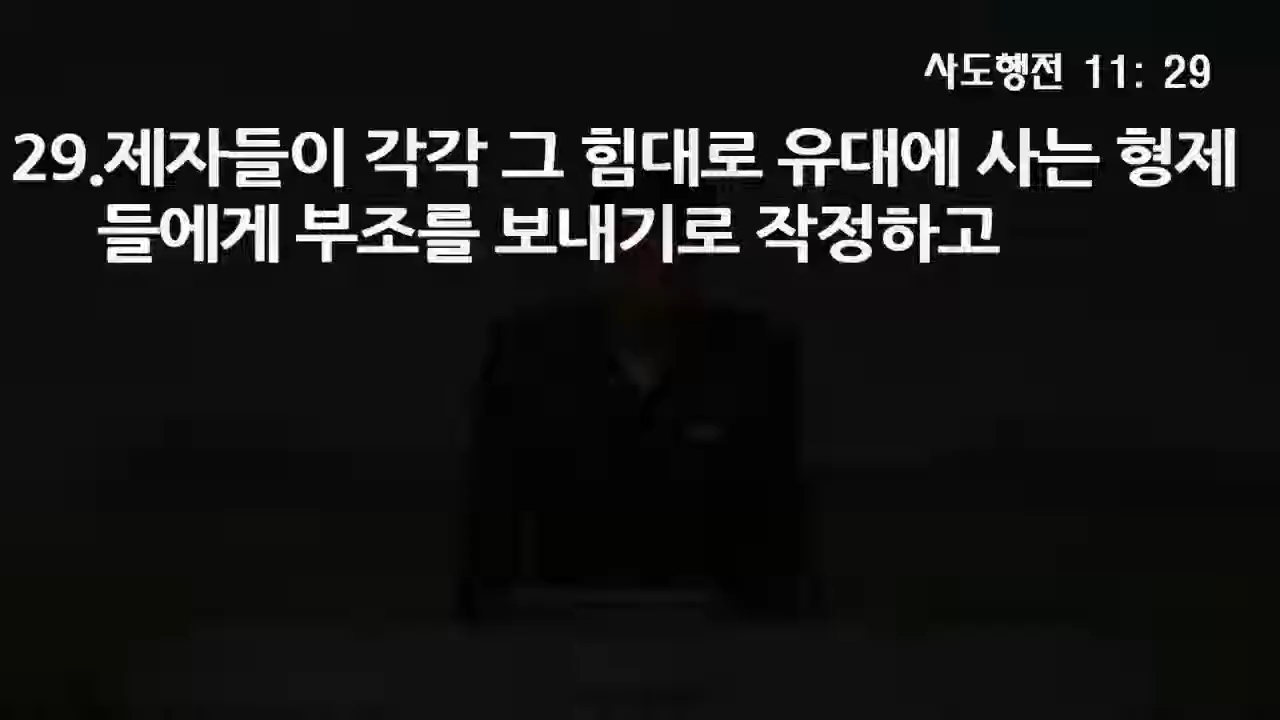 사도행전 11: 29
29.제자들이 각각 그 힘대로 유대에 사는 형제
들에게 부조를 보내기로 작정하고